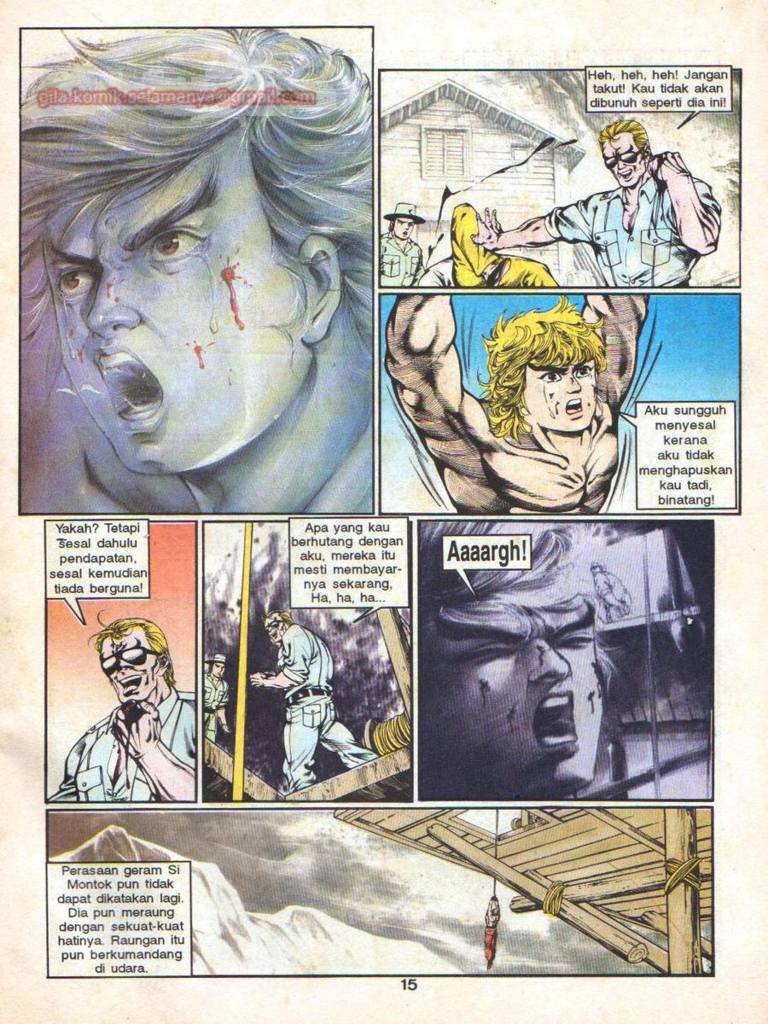 gila.komik.selamanya@gmail.com
Heh, heh, heh! Jangan
takut! Kau tidak akan
dibunuh seperti dia ini!
Aku sungguh
menyesal
kerana
aku tidak
menghapuskan
kau tadi,
binatang!
Yakah? Tetapi
sesal dahulu
pendapatan,
sesal kemudian
tiada berguna!
Apa yang kau
berhutang dengan
aku, mereka itu
mesti membayar-
nya sekarang,
Ha, ha, ha...
Aaaargh!
Perasaan geram Si
Montok pun tidak
dapat dikatakan lagi.
Dia pun meraung
dengan sekuat-kuat
hatinya. Raungan itu
pun berkumandang
di udara.
15